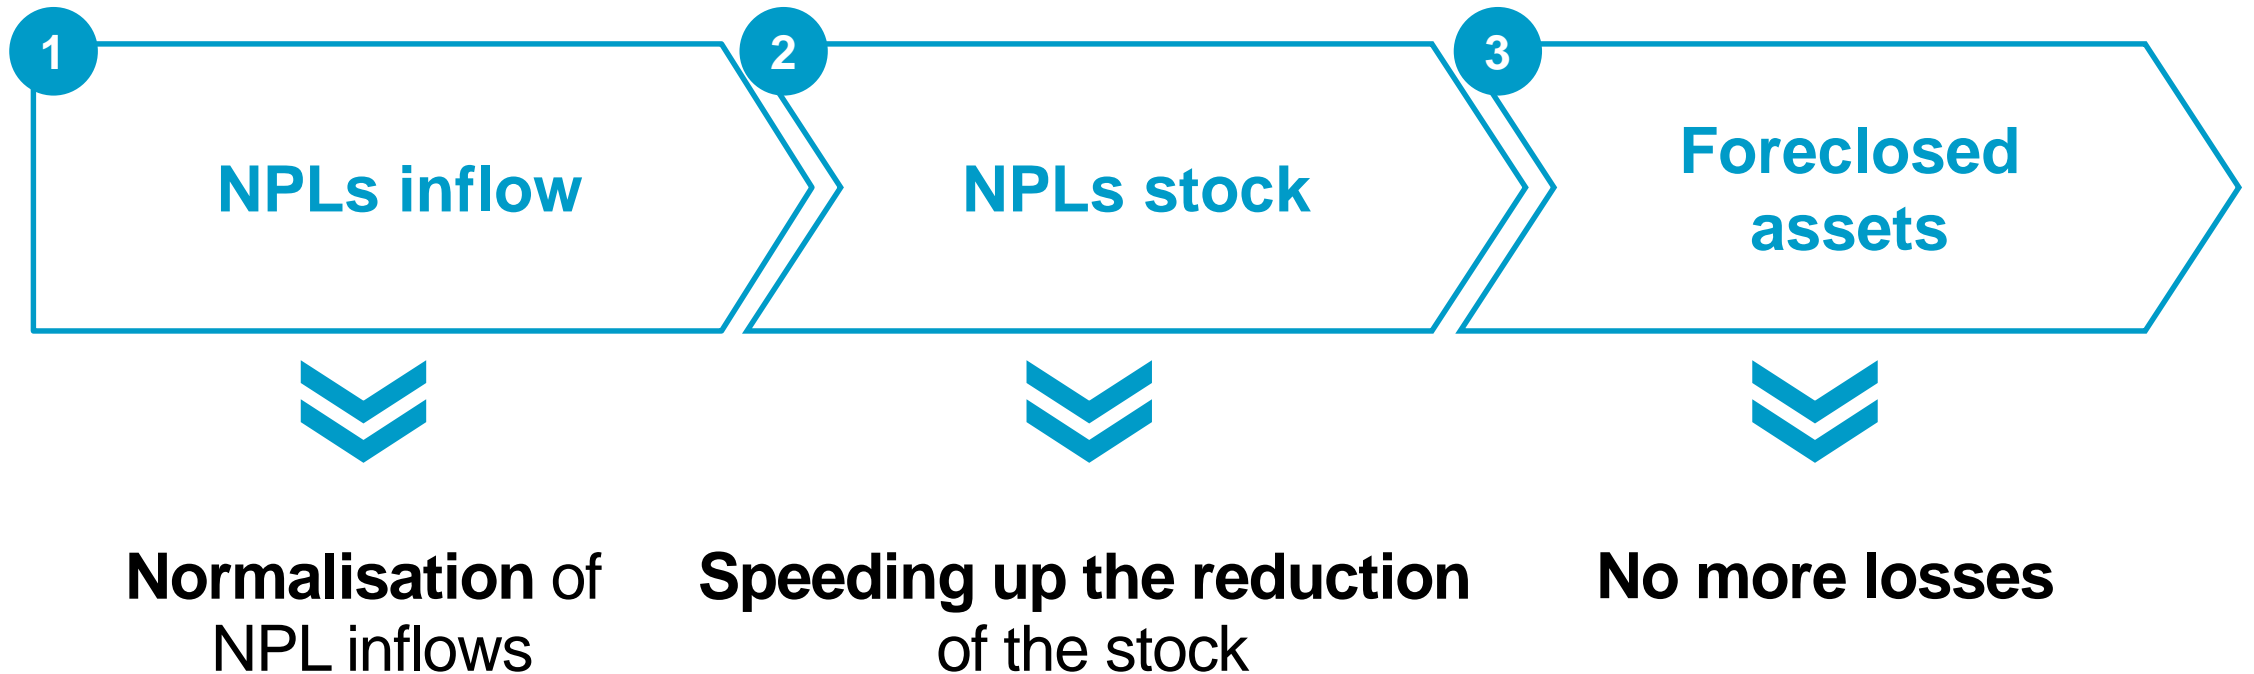 1
NPLs inflow
2
NPLs stock
3
Foreclosed
assets
Normalisation of
NPL inflows
Speeding up the reduction
of the stock
No more losses